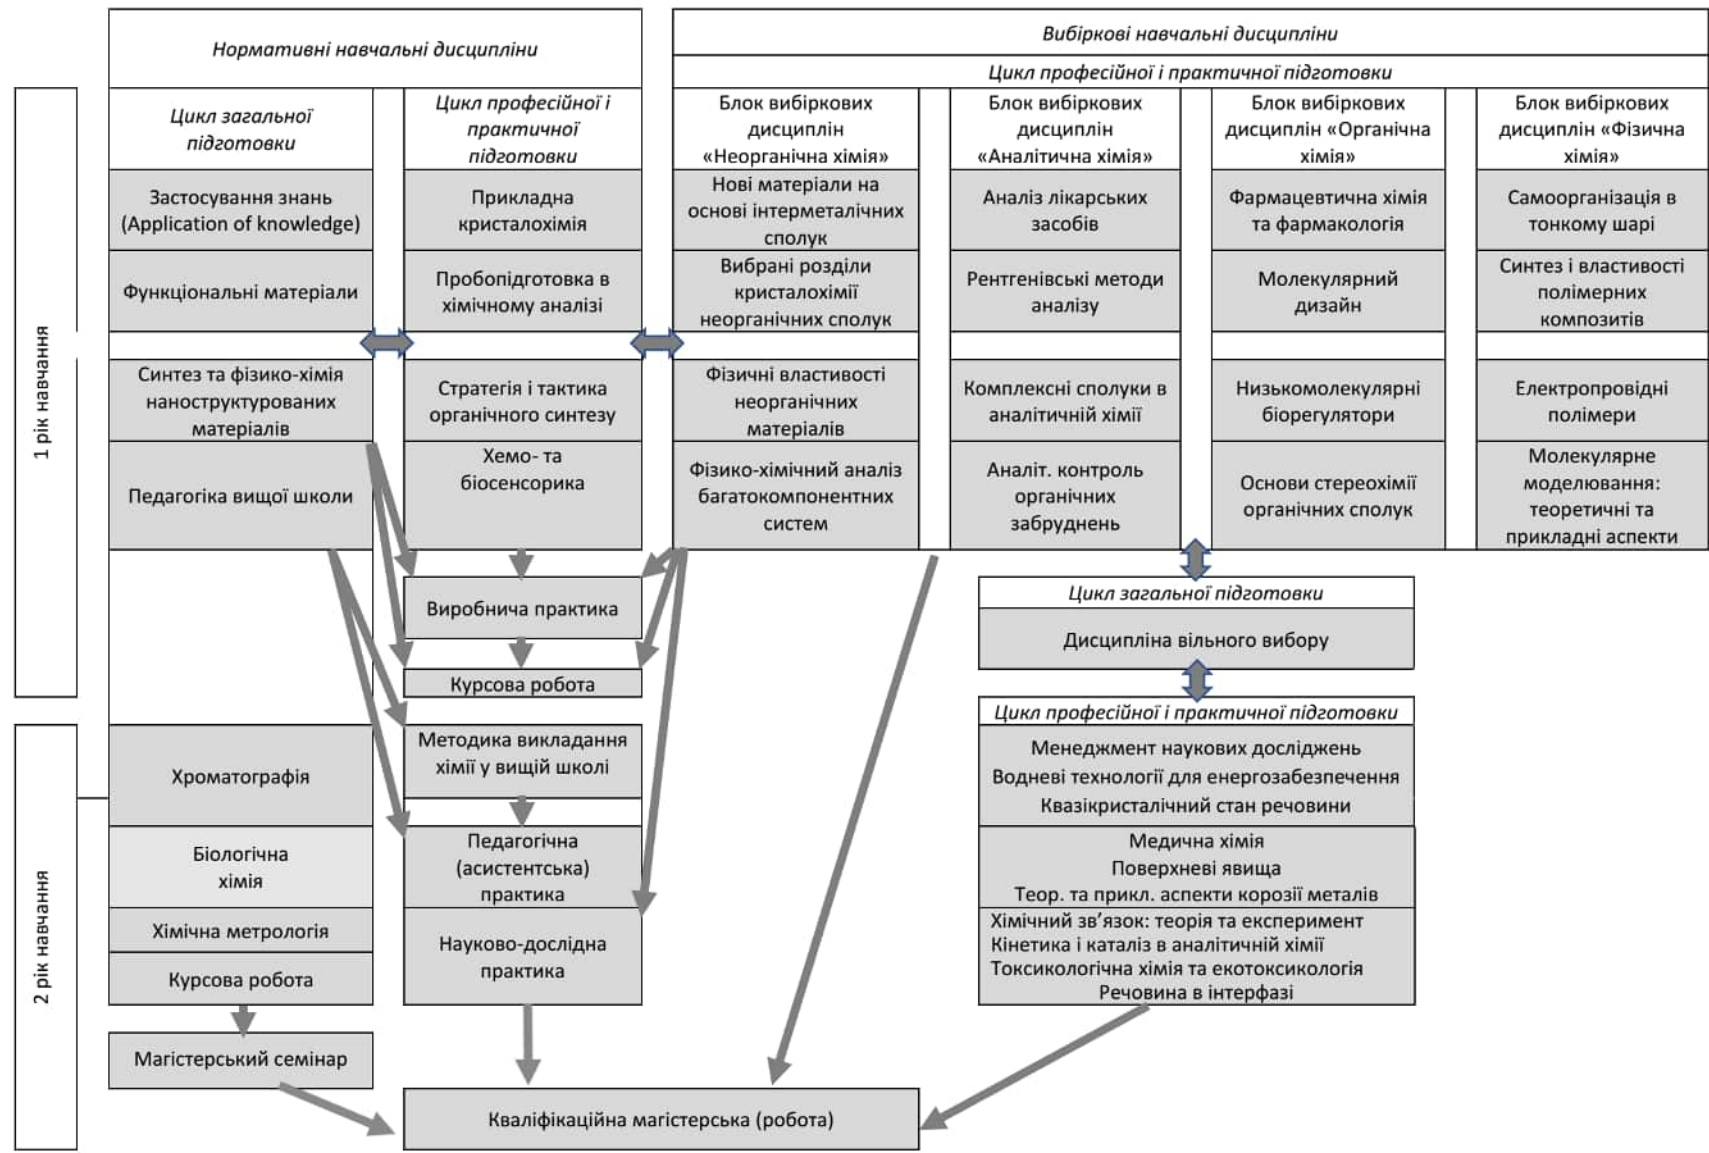 Нормативні навчальні дисципліни
Вибіркові навчальні дисципліни
Цикл професійної і практичної підготовки
1 рік навчання
Цикл загальної
підготовки
Цикл професійної і
практичної
підготовки
Блок вибіркових
дисциплін
«Неорганічна хімія»
Блок вибіркових
дисциплін
«Аналітична хімія»
Блок вибіркових
дисциплін «Органічна
хімія»
Блок вибіркових
дисциплін «Фізична
хімія»
Застосування знань
(Application of knowledge)
Прикладна
кристалохімія
Нові матеріали на
основі інтерметалічних
сполук
Аналіз лікарських
засобів
Фармацевтична хімія
та фармакологія
Самоорганізація в
тонкому шарі
Функціональні матеріали
Пробопідготовка в
хімічному аналізі
Вибрані розділи
кристалохімії
неорганічних сполук
Рентгенівські методи
аналізу
Молекулярний
дизайн
Синтез і властивості
полімерних
композитів
Синтез та фізико-хімія
наноструктурованих
матеріалів
Стратегія і тактика
органічного синтезу
Фізичні властивості
неорганічних
матеріалів
Комплексні сполуки в
аналітичній хімії
Низькомолекулярні
біорегулятори
Електропровідні
полімери
Педагогіка вищої школи
Хемо- та
біосенсорика
Фізико-хімічний аналіз
багатокомпонентних
систем
Аналіт. контроль
органічних
забруднень
Основи стереохімії
органічних сполук
Молекулярне
моделювання:
теоретичні та
прикладні аспекти
Виробнича практика
Курсова робота
Цикл загальної підготовки
Дисципліна вільного вибору
Цикл професійної і практичної підготовки
2 рік навчання
Хроматографія
Методика викладання
хімії у вищій школі
Менеджмент наукових досліджень
Водневі технології для енергозабезпечення
Квазікристалічний стан речовини
Біологічна
хімія
Педагогічна
(асистентська)
практика
Медична хімія
Поверхневі явища
Теор. та прикл. аспекти корозії металів
Хімічна метрологія
Курсова робота
Науково-дослідна
практика
Хімічний зв’язок: теорія та експеримент
Кінетика і каталіз в аналітичній хімії
Токсикологічна хімія та екотоксикологія
Речовина в інтерфазі
Магістерський семінар
Кваліфікаційна магістерська (робота)